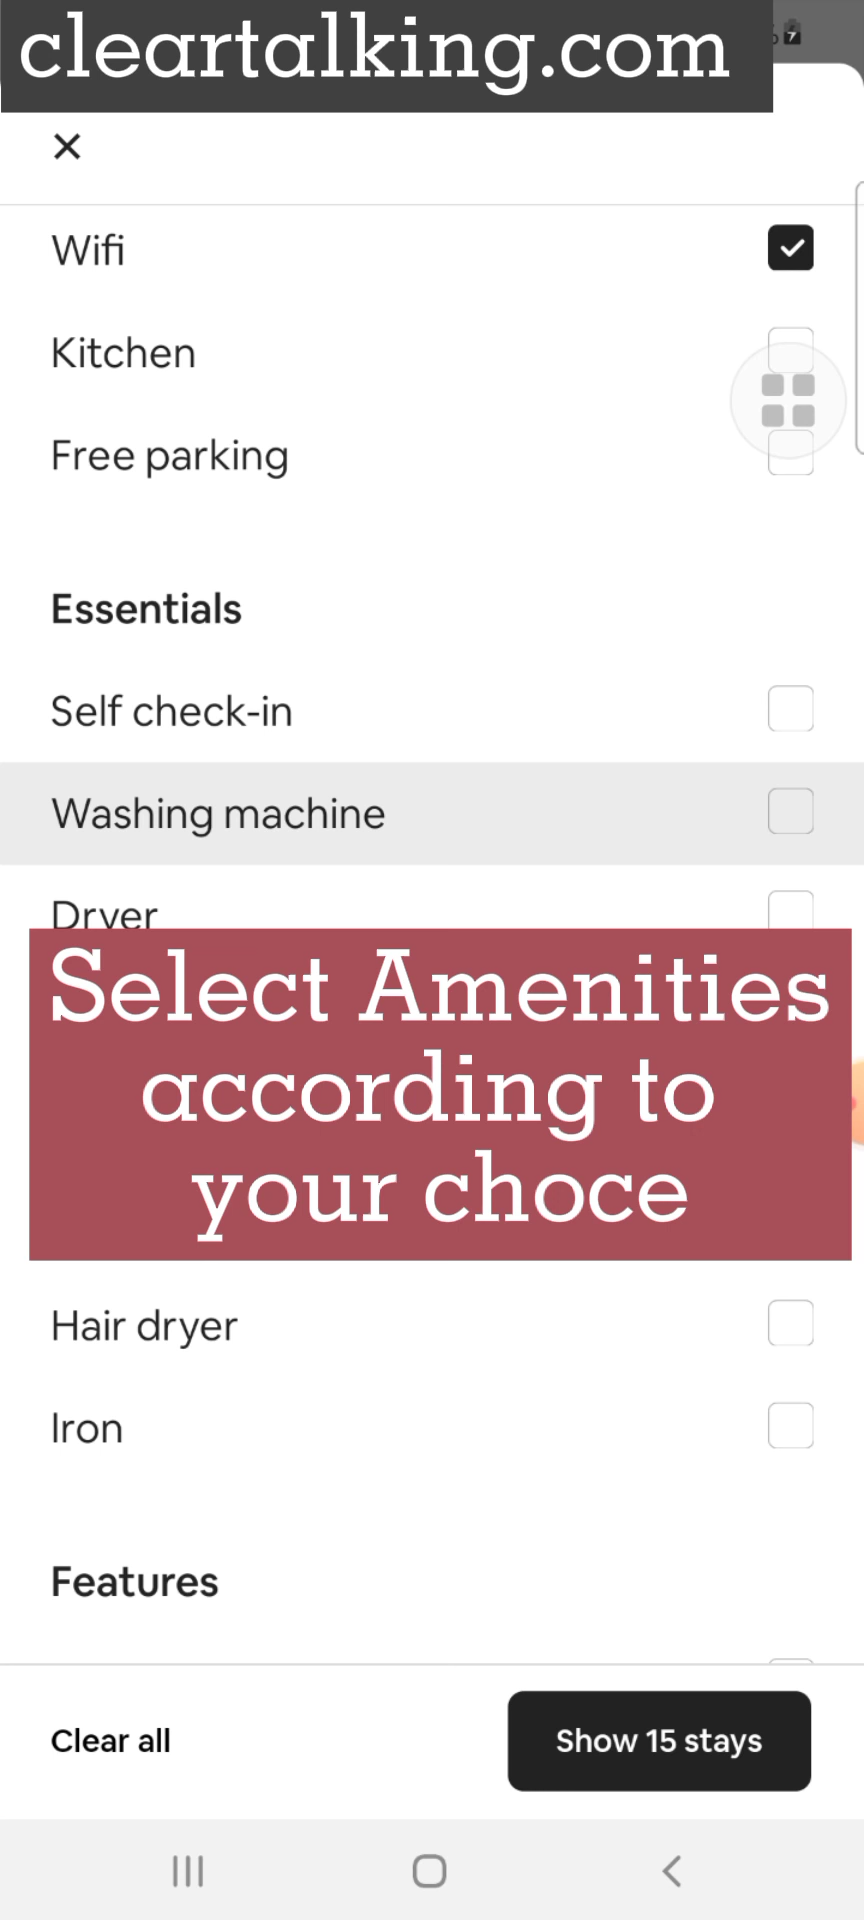 cleartalking.com
Wifi
Kitchen
Free parking
Essentials
Self check-in
Washing machine
Dryer
Select Amenities
according to
your choce
Hair dryer
Iron
Features
Clear all
Show 15 stays